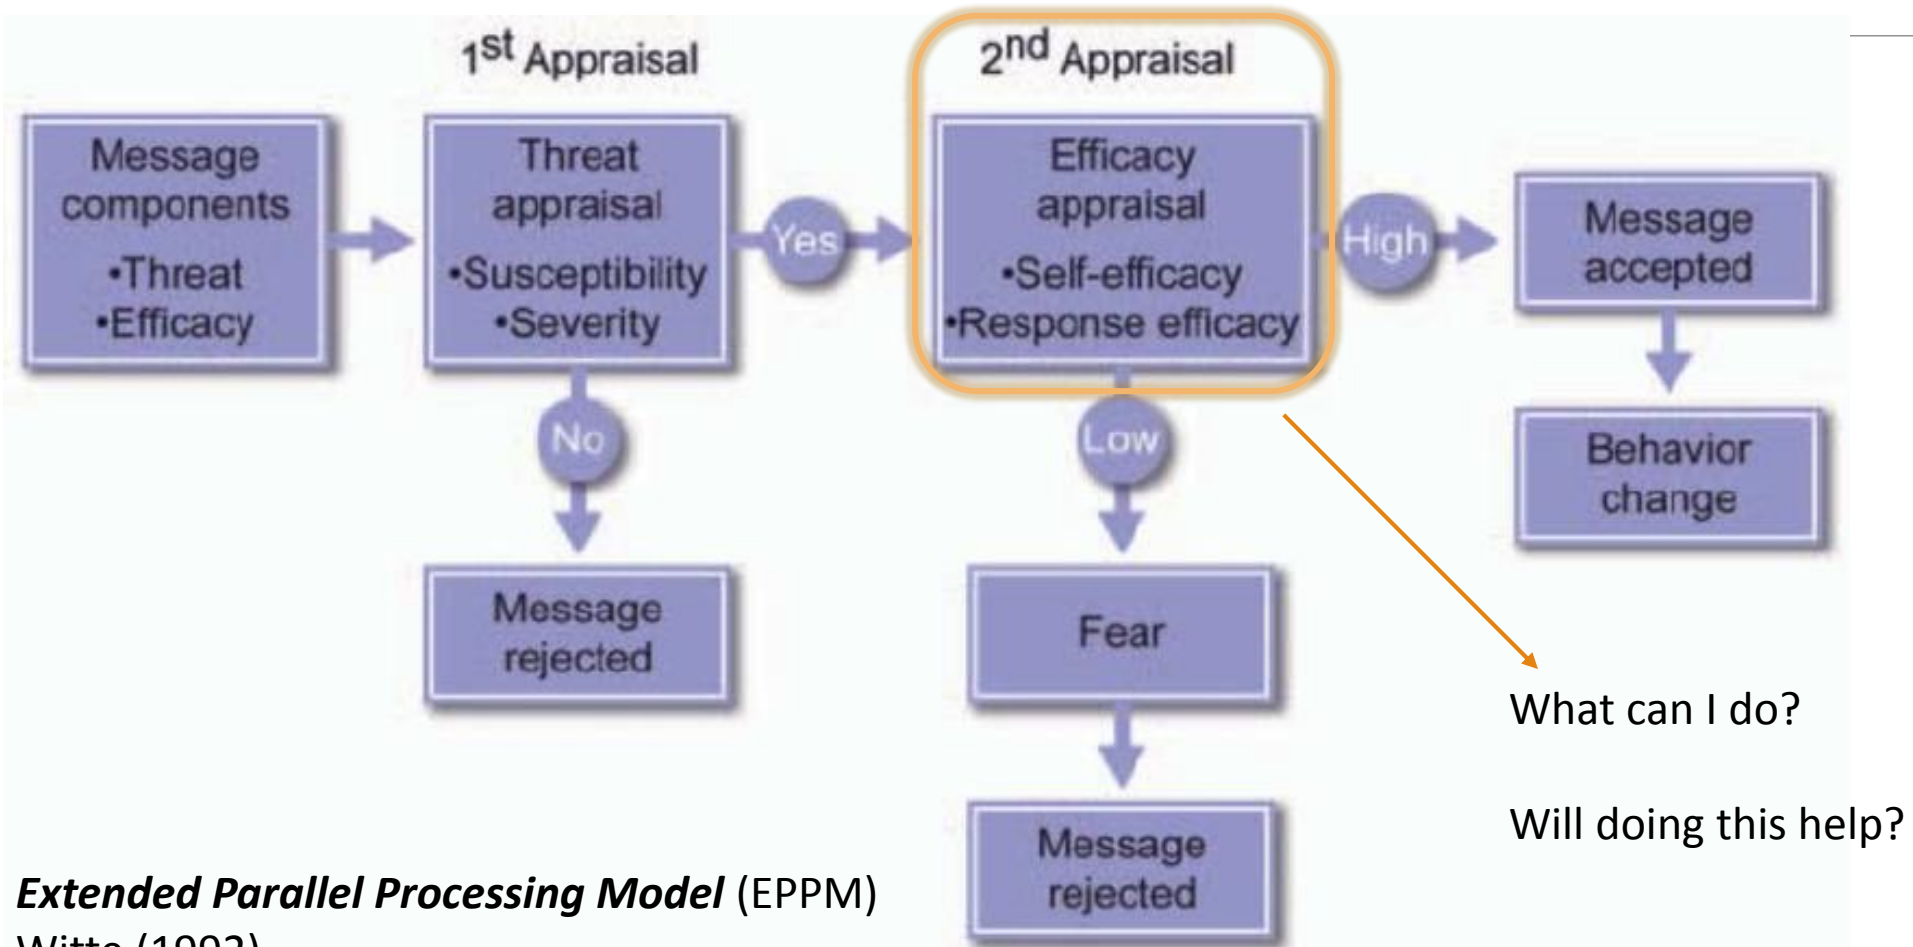 1st Appraisal
2nd Appraisal
Message
components
•Threat
•Efficacy
Threat
appraisal
•Susceptibility
•Severity
Yes
Efficacy
appraisal
•Self-efficacy
•Response efficacy
High
Message
accepted
No
Low
Behavior
change
Message
rejected
Fear
What can I do?
Will doing this help?
Message
rejected
Extended Parallel Processing Model (EPPM)
Witte (1992)